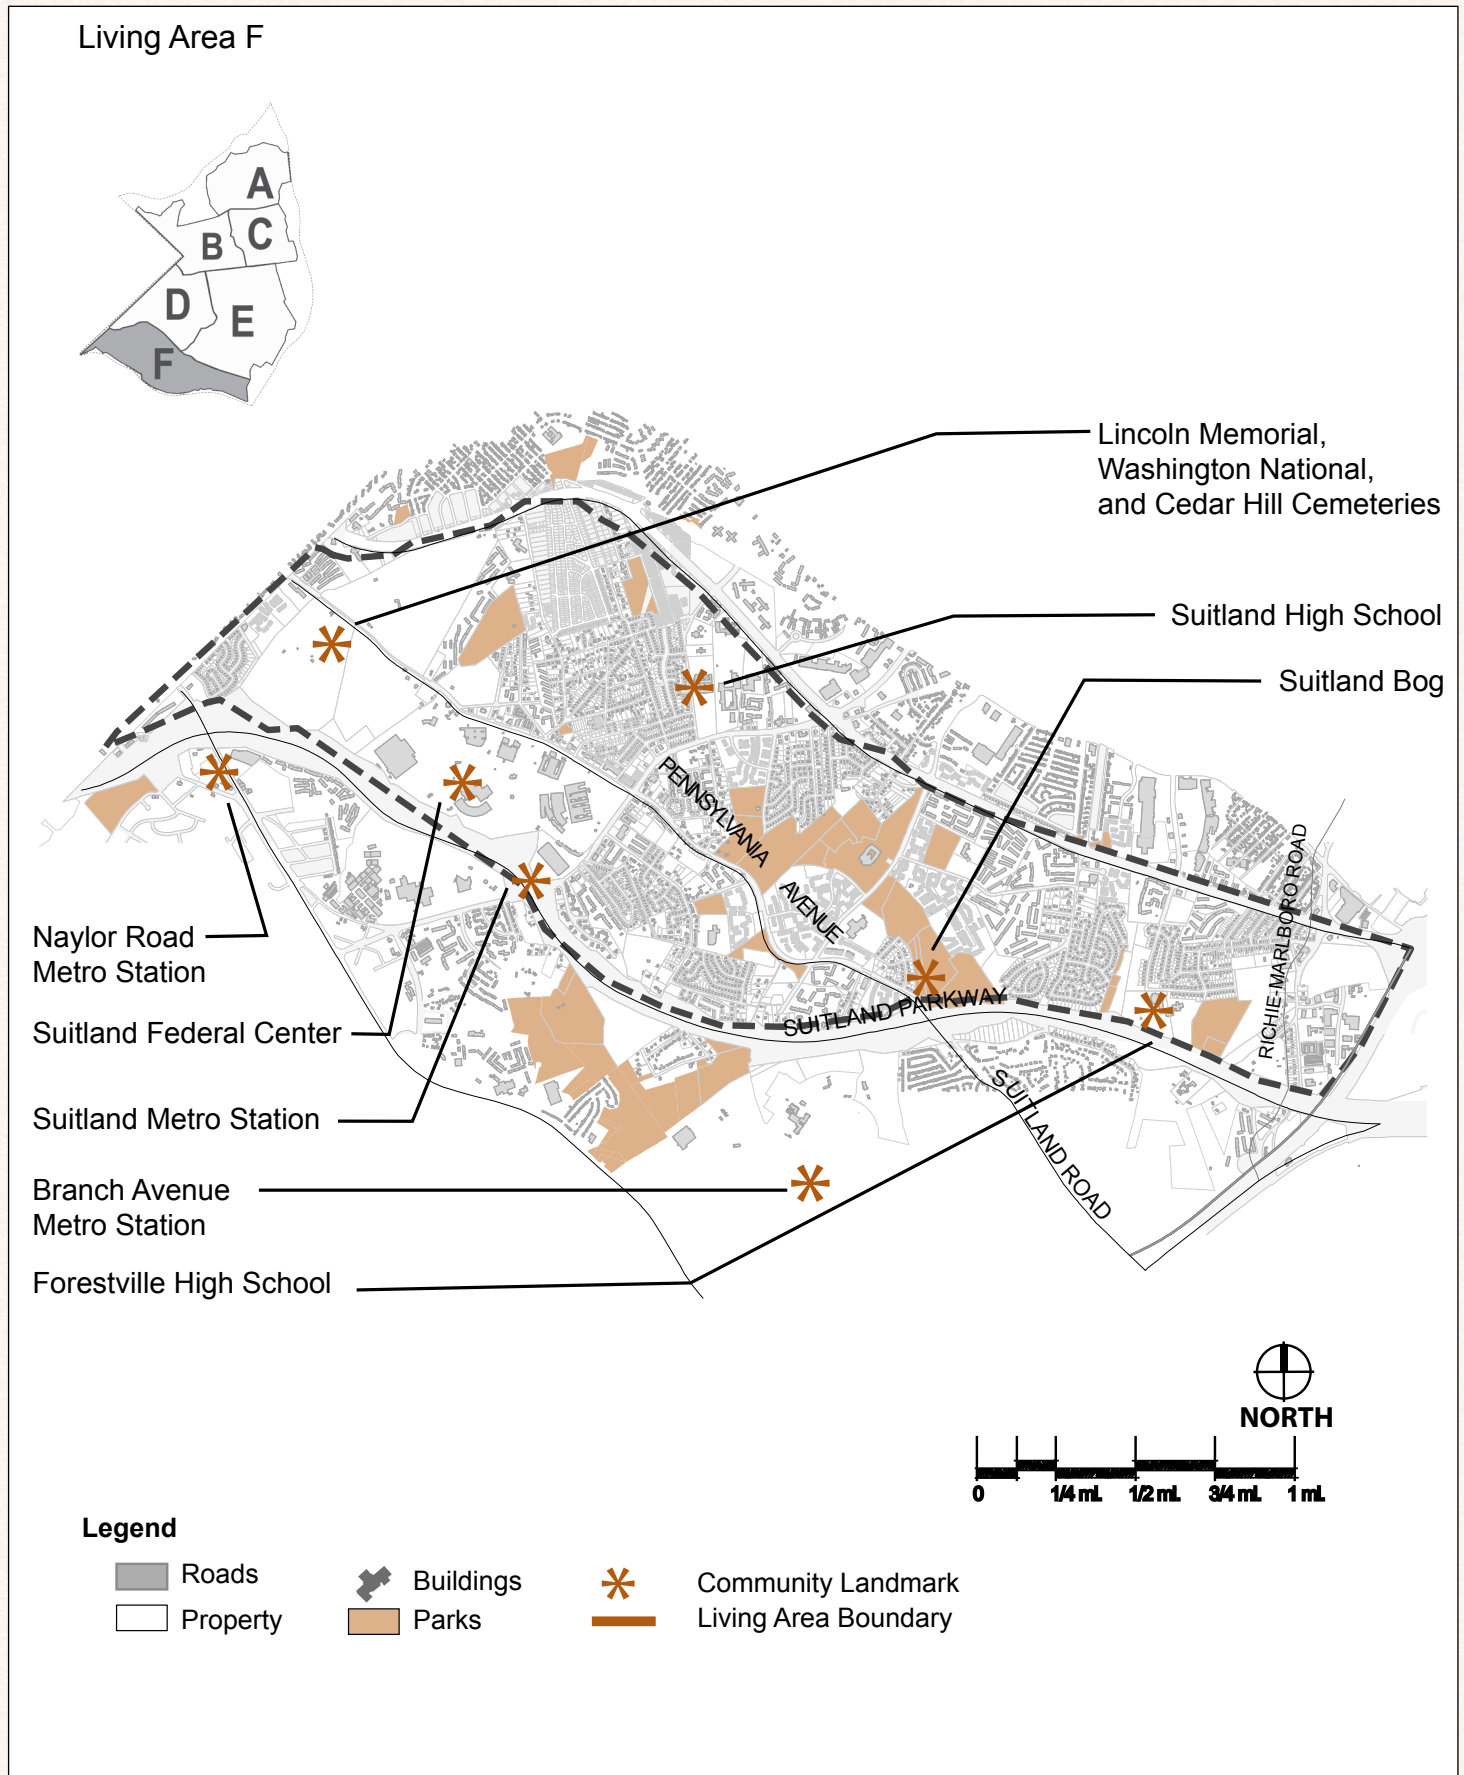 Living Area F
A
B
C
D
E
F
Lincoln Memorial,
Washington National,
and Cedar Hill Cemeteries
Suitland High School
Suitland Bog
PENNSYLVANIA
AVENUE
RICHIE-MARLBORO ROAD
SUITLAND PARKWAY
SUITLAND ROAD
Naylor Road
Metro Station
Suitland Federal Center
Suitland Metro Station
Branch Avenue
Metro Station
Forestville High School
NORTH
0 1/4 mi. 1/2 mi. 3/4 mi. 1 mi.
Legend
Roads
Buildings
Community Landmark
Property
Parks
Living Area Boundary